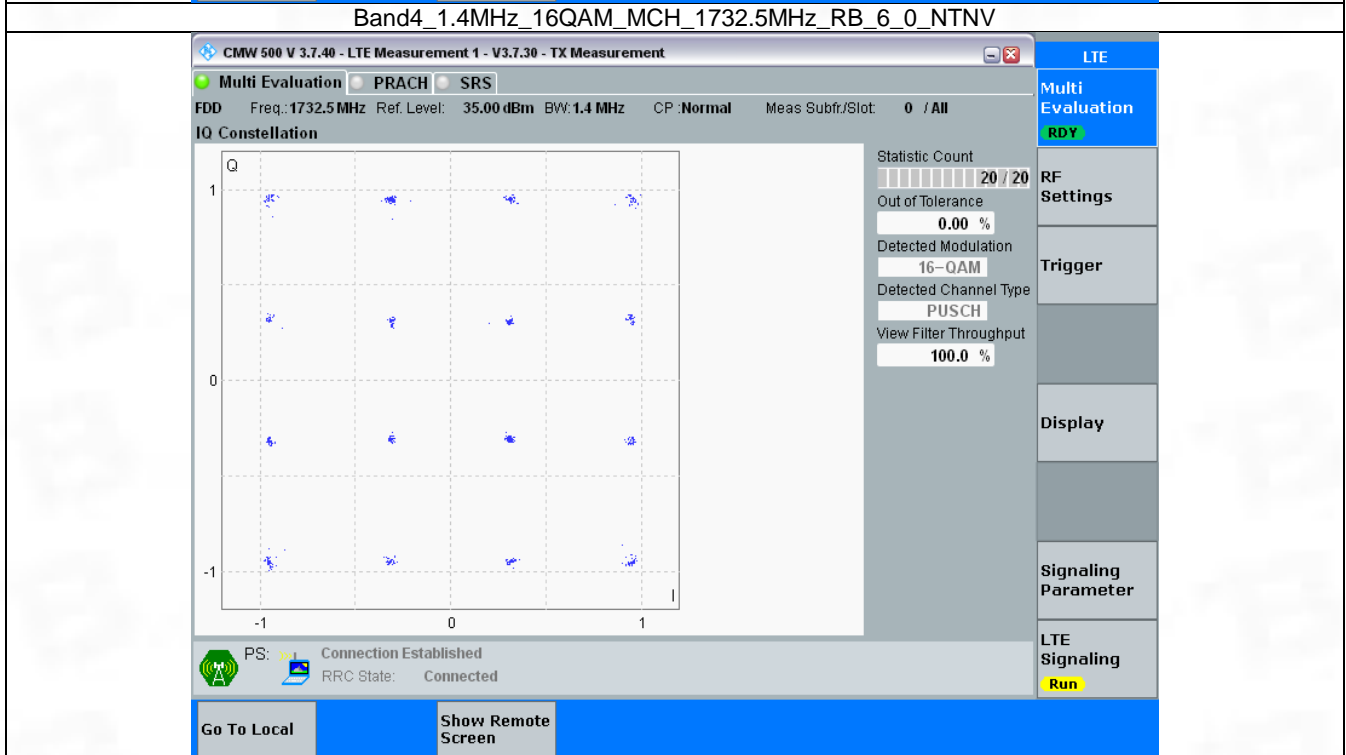 Band4_1.4MHz_16QAM_MCH_1732.5MHz_RB_6_0_NTNV
CMW 500 V 3.7.40 - LTE Measurement 1 - V3.7.30 - TX Measurement
LTE
Multi Evaluation PRACH SRS
Multi
Evaluation
RDY
FDD Freq.: 1732.5 MHz Ref. Level: 35.00 dBm BW: 1.4 MHz CP : Normal Meas Subfr./Slot: 0 / All
IQ Constellation
Q
1
0
-1
-1 0 1
I
Statistic Count
20 / 20
Out of Tolerance
0.00 %
Detected Modulation
16-QAM
Detected Channel Type
PUSCH
View Filter Throughput
100.0 %
RF
Settings
Trigger
Display
Signaling
Parameter
LTE
Signaling
Run
PS: Connection Established
RRC State: Connected
Go To Local
Show Remote
Screen